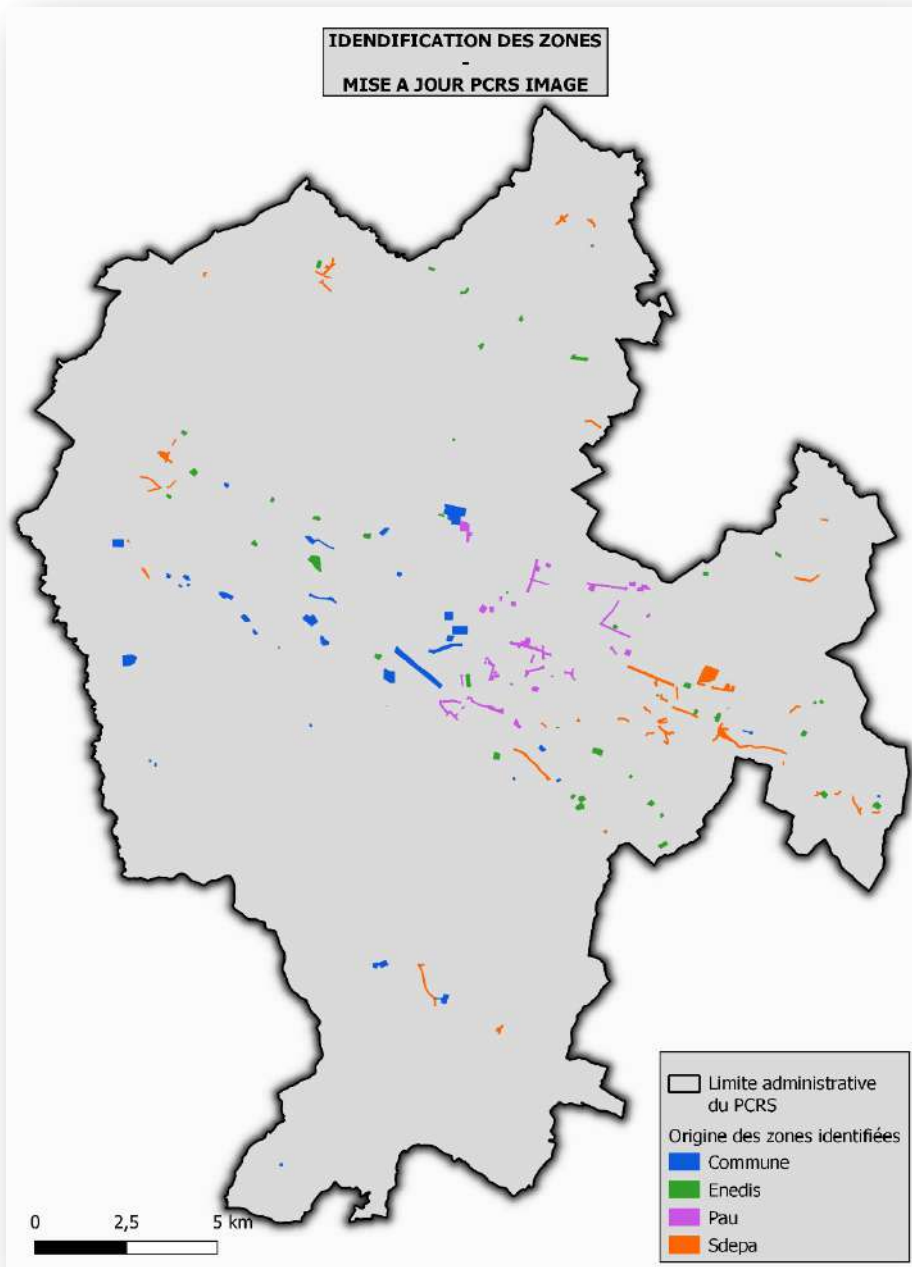 IDENDIFICATION DES ZONES
-
MISE A JOUR PCRS IMAGE
Limite administrative
du PCRS
Origine des zones identifiées
Commune
Enedis
Pau
Sdepa
0 2,5 5 km